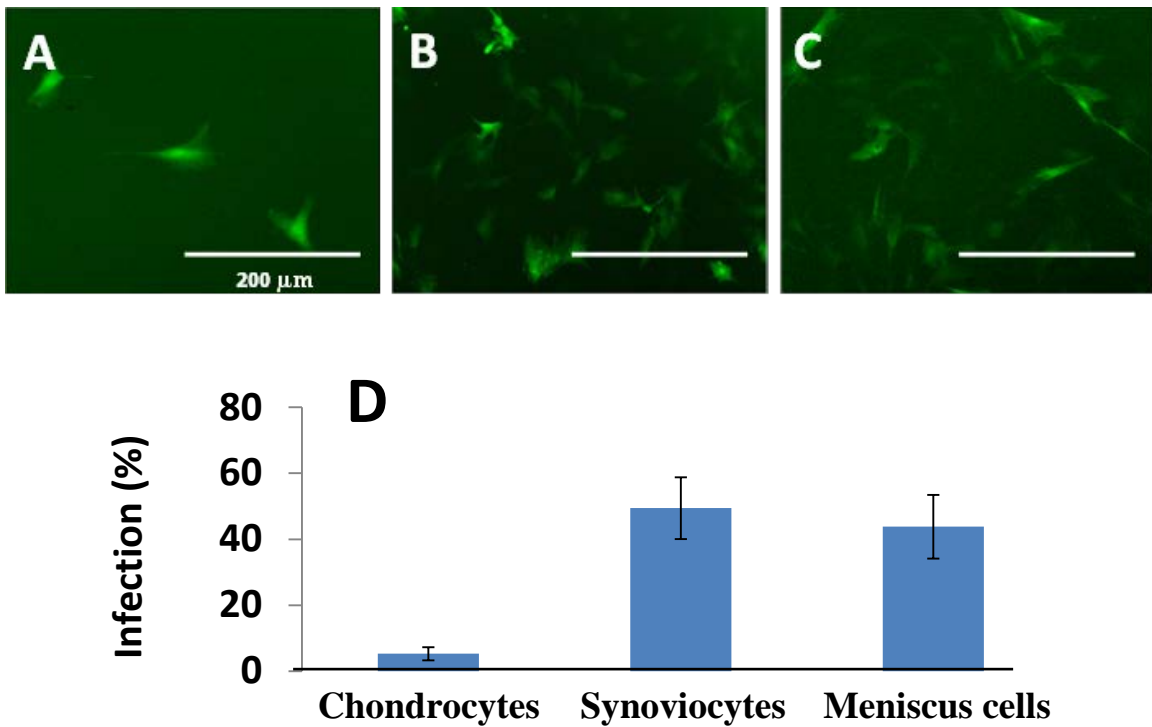 A
B
C
200 µm
D
80
60
40
20
0
Infection (%)
Chondrocytes
Synoviocytes
Meniscus cells